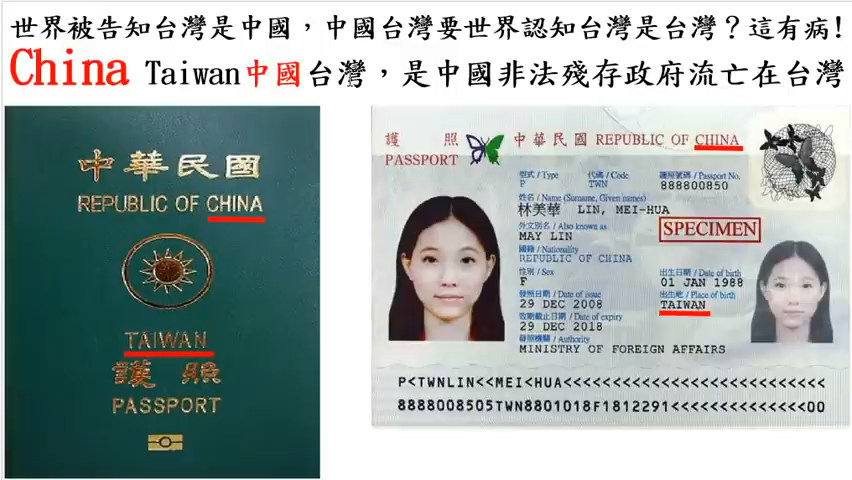 世界被告知台灣是中國，中國台灣要世界認知台灣是台灣？這有病!
China Taiwan中國台灣，是中國非法殘存政府流亡在台灣
中華民國
REPUBLIC OF CHINA
TAIWAN
護 照
PASSPORT
護 照 中華民國 REPUBLIC OF CHINA
PASSPORT
型式 / Type 代碼 / Code 護照號碼 / Passport No.
P TWN 888800850
姓名 / Name (Surname, Given names)
林美華 LIN, MEI-HUA
外文別名 / Also known as
MAY LIN
SPECIMEN
國籍 / Nationality
REPUBLIC OF CHINA
性別 / Sex 出生日期 / Date of birth
F 01 JAN 1988
發照日期 / Date of issue 出生地 / Place of birth
29 DEC 2008 TAIWAN
效期截止日期 / Date of expiry
29 DEC 2018
發照機關 / Authority
MINISTRY OF FOREIGN AFFAIRS
P<TWNLIN<<MEI<HUA<<<<<<<<<<<<<<<<<<<<<<<<<<<
8888008505TWN8801018F1812291<<<<<<<<<<<<<<00